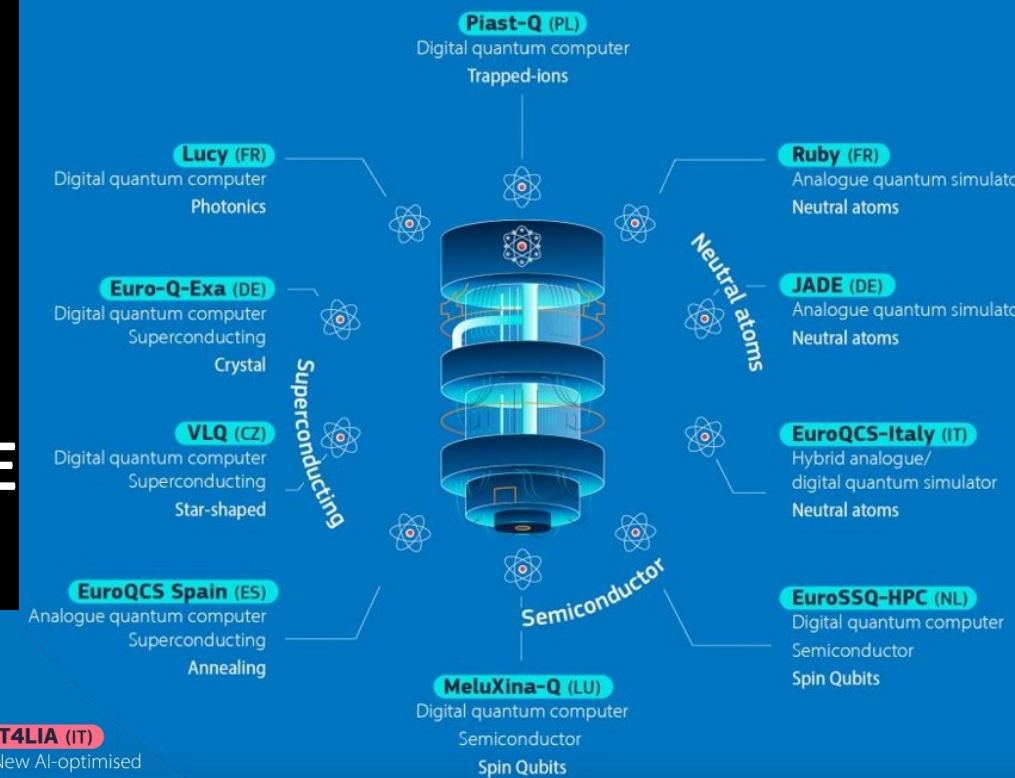 Piast-Q (PL)
Digital quantum computer
Trapped-ions
Lucy (FR)
Digital quantum computer
Photonics
Ruby (FR)
Analogue quantum simulato
Neutral atoms
Euro-Q-Exa (DE)
Digital quantum computer
Superconducting
Crystal
JADE (DE)
Analogue quantum simulato
Neutral atoms
Neutral atoms
Superconducting
VLQ (CZ)
Digital quantum computer
Superconducting
Star-shaped
EuroQCS-Italy (IT)
Hybrid analogue/
digital quantum simulator
Neutral atoms
E
EuroQCS Spain (ES)
Analogue quantum computer
Superconducting
Annealing
Semiconductor
EuroSSQ-HPC (NL)
Digital quantum computer
Semiconductor
Spin Qubits
MeluXina-Q (LU)
Digital quantum computer
Semiconductor
Spin Qubits
T4LIA (IT)
New AI-optimised